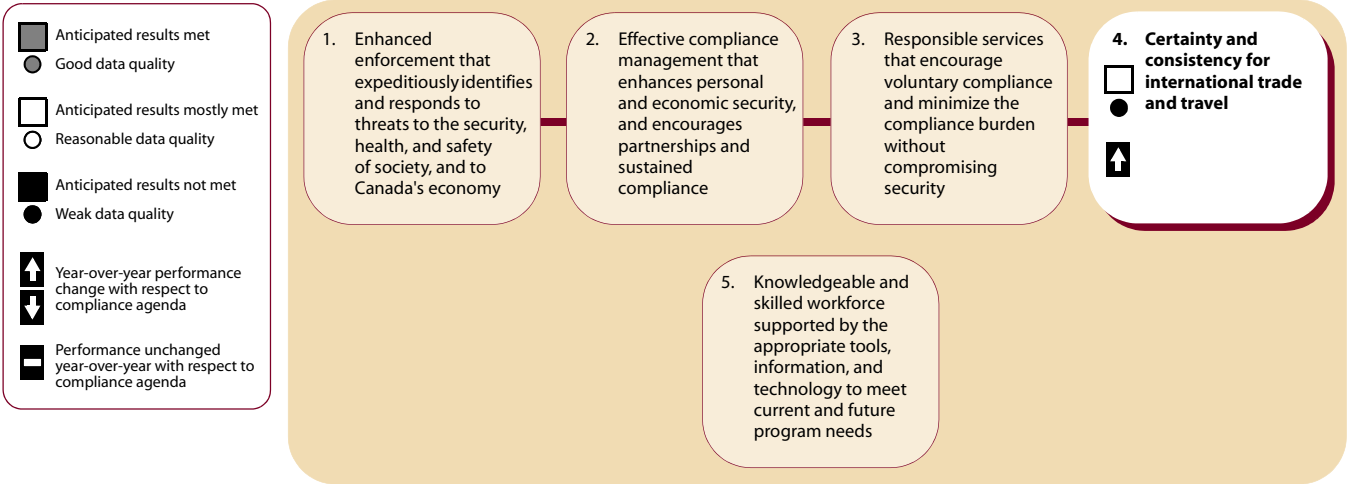 Anticipated results met
Good data quality
Anticipated results mostly met
Reasonable data quality
Anticipated results not met
Weak data quality
Year-over-year performance
change with respect to
compliance agenda
Performance unchanged
year-over-year with respect to
compliance agenda
1. Enhanced
enforcement that
expeditiously identifies
and responds to
threats to the security,
health, and safety
of society, and to
Canada's economy
2. Effective compliance
management that
enhances personal
and economic security,
and encourages
partnerships and
sustained
compliance
3. Responsible services
that encourage
voluntary compliance
and minimize the
compliance burden
without
compromising
security
4. Certainty and
consistency for
international trade
and travel
5. Knowledgeable and
skilled workforce
supported by the
appropriate tools,
information, and
technology to meet
current and future
program needs